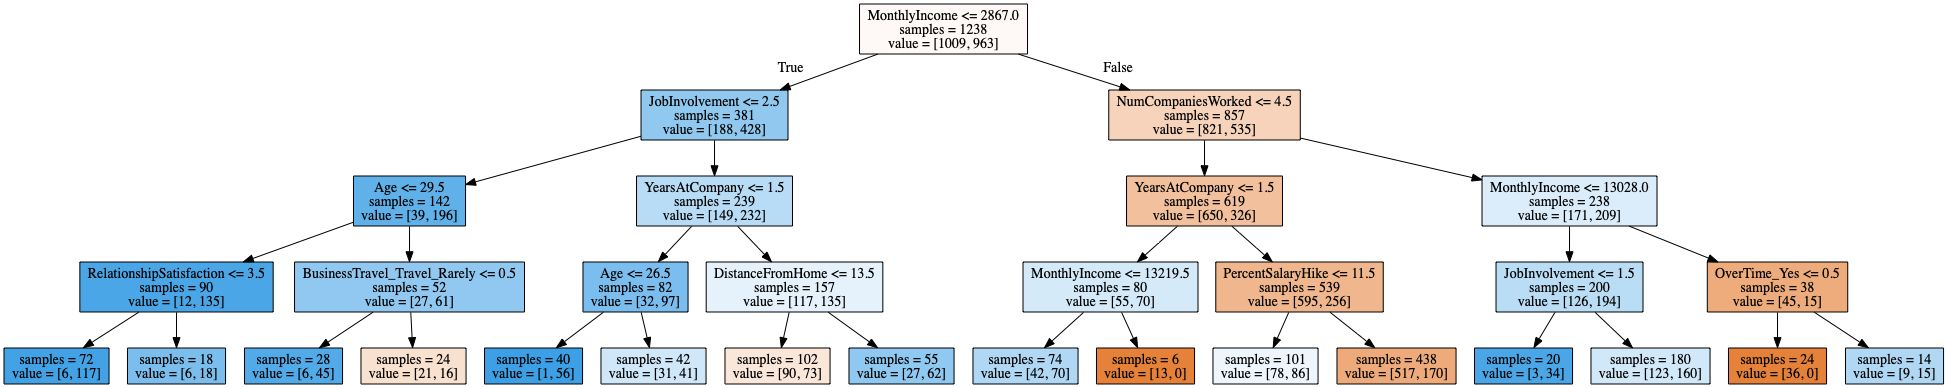 MonthlyIncome <= 2867.0
samples = 1238
value = [1009, 963]
True
False
JobInvolvement <= 2.5
samples = 381
value = [188, 428]
NumCompaniesWorked <= 4.5
samples = 857
value = [821, 535]
Age <= 29.5
samples = 142
value = [39, 196]
YearsAtCompany <= 1.5
samples = 239
value = [149, 232]
YearsAtCompany <= 1.5
samples = 619
value = [650, 326]
MonthlyIncome <= 13028.0
samples = 238
value = [171, 209]
RelationshipSatisfaction <= 3.5
samples = 90
value = [12, 135]
BusinessTravel_Travel_Rarely <= 0.5
samples = 52
value = [27, 61]
Age <= 26.5
samples = 82
value = [32, 97]
DistanceFromHome <= 13.5
samples = 157
value = [117, 135]
MonthlyIncome <= 13219.5
samples = 80
value = [55, 70]
PercentSalaryHike <= 11.5
samples = 539
value = [595, 256]
JobInvolvement <= 1.5
samples = 200
value = [126, 194]
OverTime_Yes <= 0.5
samples = 38
value = [45, 15]
samples = 72
value = [6, 117]
samples = 18
value = [6, 18]
samples = 28
value = [6, 45]
samples = 24
value = [21, 16]
samples = 40
value = [1, 56]
samples = 42
value = [31, 41]
samples = 102
value = [90, 73]
samples = 55
value = [27, 62]
samples = 74
value = [42, 70]
samples = 6
value = [13, 0]
samples = 101
value = [78, 86]
samples = 438
value = [517, 170]
samples = 20
value = [3, 34]
samples = 180
value = [123, 160]
samples = 24
value = [36, 0]
samples = 14
value = [9, 15]